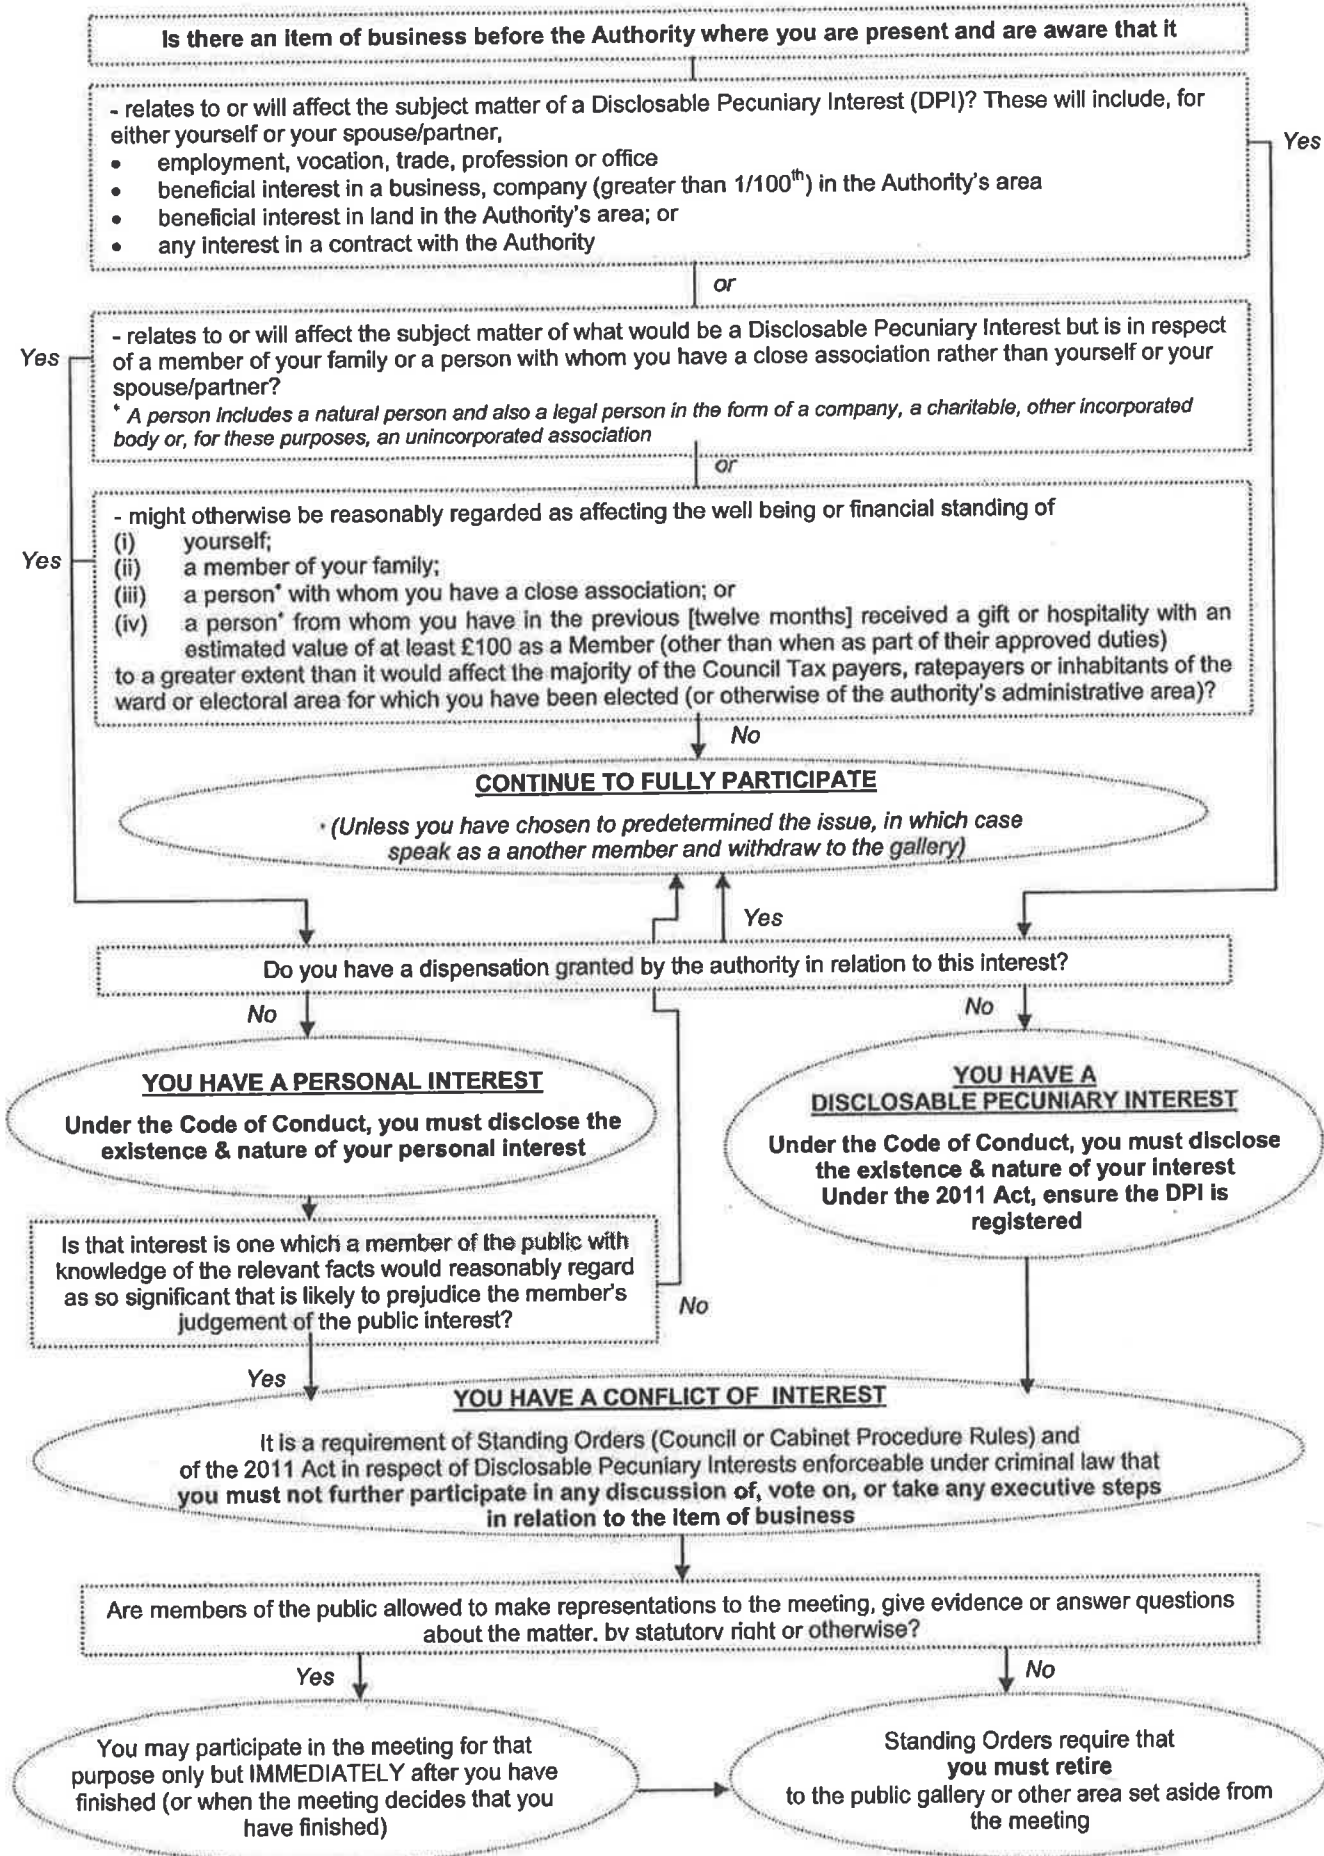 Is there an item of business before the Authority where you are present and are aware that it
- relates to or will affect the subject matter of a Disclosable Pecuniary Interest (DPI)? These will include, for
either yourself or your spouse/partner,
• employment, vocation, trade, profession or office
• beneficial interest in a business, company (greater than 1/100th) in the Authority's area
• beneficial interest in land in the Authority's area; or
• any interest in a contract with the Authority
Yes
or
- relates to or will affect the subject matter of what would be a Disclosable Pecuniary Interest but is in respect
of a member of your family or a person with whom you have a close association rather than yourself or your
spouse/partner?
* A person includes a natural person and also a legal person in the form of a company, a charitable, other incorporated
body or, for these purposes, an unincorporated association
Yes
or
- might otherwise be reasonably regarded as affecting the well being or financial standing of
(i) yourself;
(ii) a member of your family;
(iii) a person* with whom you have a close association; or
(iv) a person* from whom you have in the previous [twelve months] received a gift or hospitality with an
estimated value of at least £100 as a Member (other than when as part of their approved duties)
to a greater extent than it would affect the majority of the Council Tax payers, ratepayers or inhabitants of the
ward or electoral area for which you have been elected (or otherwise of the authority's administrative area)?
Yes
No
CONTINUE TO FULLY PARTICIPATE
(Unless you have chosen to predetermined the issue, in which case
speak as a another member and withdraw to the gallery)
Yes
Do you have a dispensation granted by the authority in relation to this interest?
No
No
YOU HAVE A PERSONAL INTEREST
Under the Code of Conduct, you must disclose the
existence & nature of your personal interest
YOU HAVE A
DISCLOSABLE PECUNIARY INTEREST
Under the Code of Conduct, you must disclose
the existence & nature of your interest
Under the 2011 Act, ensure the DPI is
registered
Is that interest is one which a member of the public with
knowledge of the relevant facts would reasonably regard
as so significant that is likely to prejudice the member's
judgement of the public interest?
No
Yes
YOU HAVE A CONFLICT OF INTEREST
It is a requirement of Standing Orders (Council or Cabinet Procedure Rules) and
of the 2011 Act in respect of Disclosable Pecuniary Interests enforceable under criminal law that
you must not further participate in any discussion of, vote on, or take any executive steps
in relation to the item of business
Are members of the public allowed to make representations to the meeting, give evidence or answer questions
about the matter, by statutory right or otherwise?
Yes
No
You may participate in the meeting for that
purpose only but IMMEDIATELY after you have
finished (or when the meeting decides that you
have finished)
Standing Orders require that
you must retire
to the public gallery or other area set aside from
the meeting